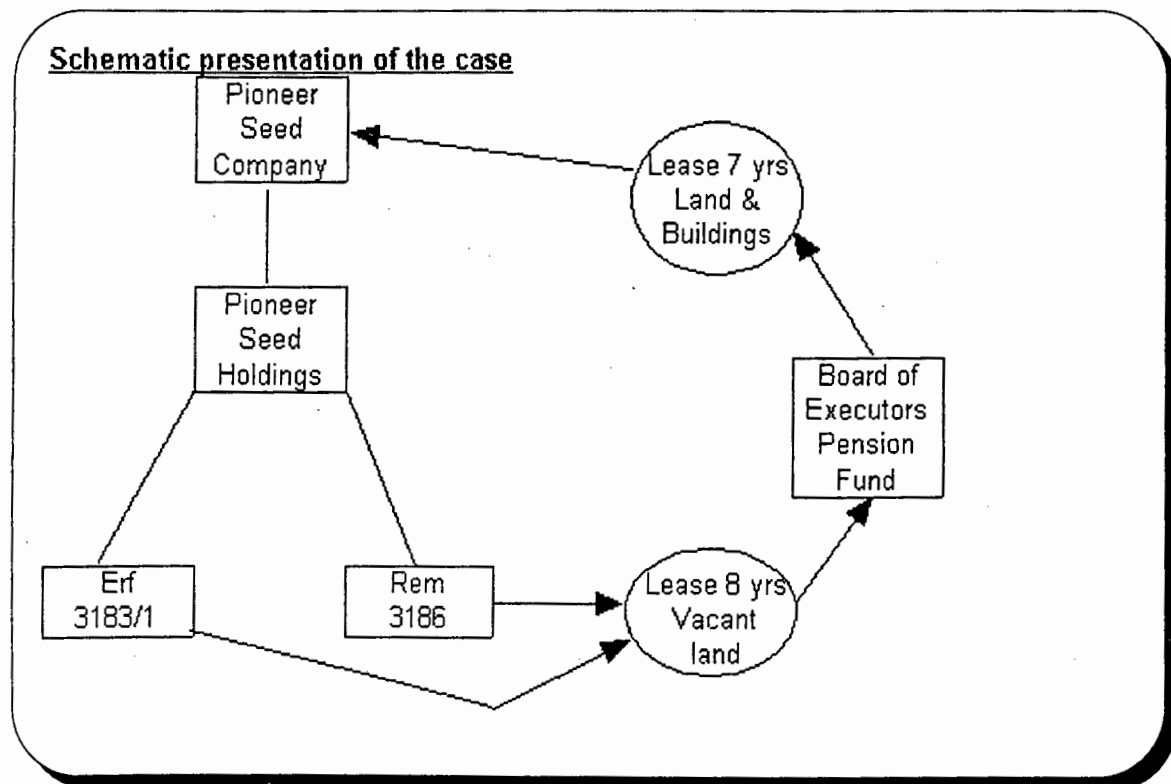 Schematic presentation of the case
Pioneer
Seed
Company
Lease 7 yrs
Land &
Buildings
Pioneer
Seed
Holdings
Board of
Executors
Pension
Fund
Erf
3183/1
Rem
3186
Lease 8 yrs
Vacant
land